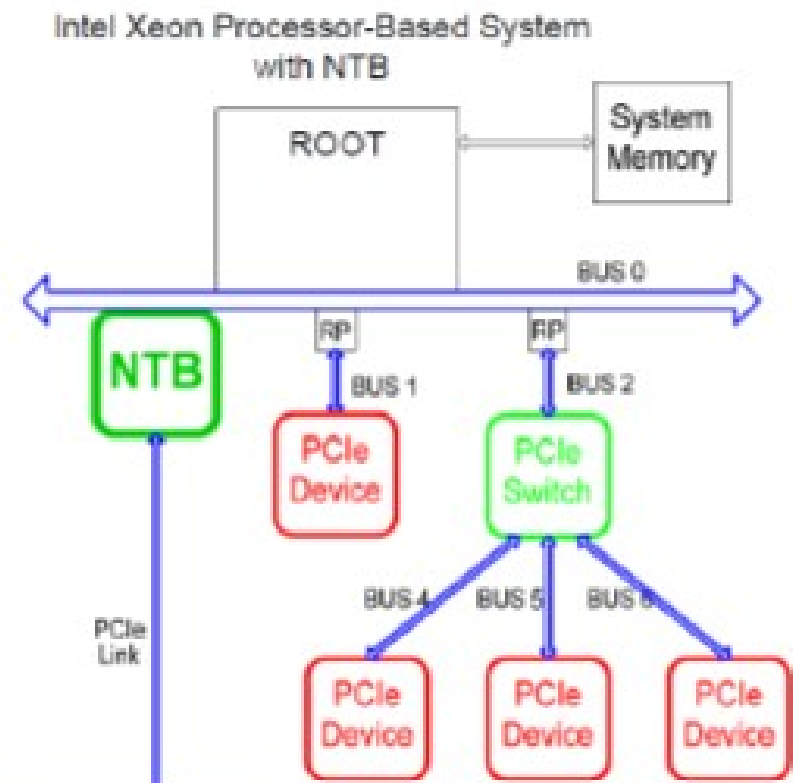 Intel Xeon Processor-Based System
with NTB
ROOT
System
Memory
BUS 0
NTB
RP
RP
BUS 1
BUS 2
PCIe
Device
PCIe
Switch
BUS 4
BUS 5
BUS 6
PCIe
Link
PCIe
Device
PCIe
Device
PCIe
Device